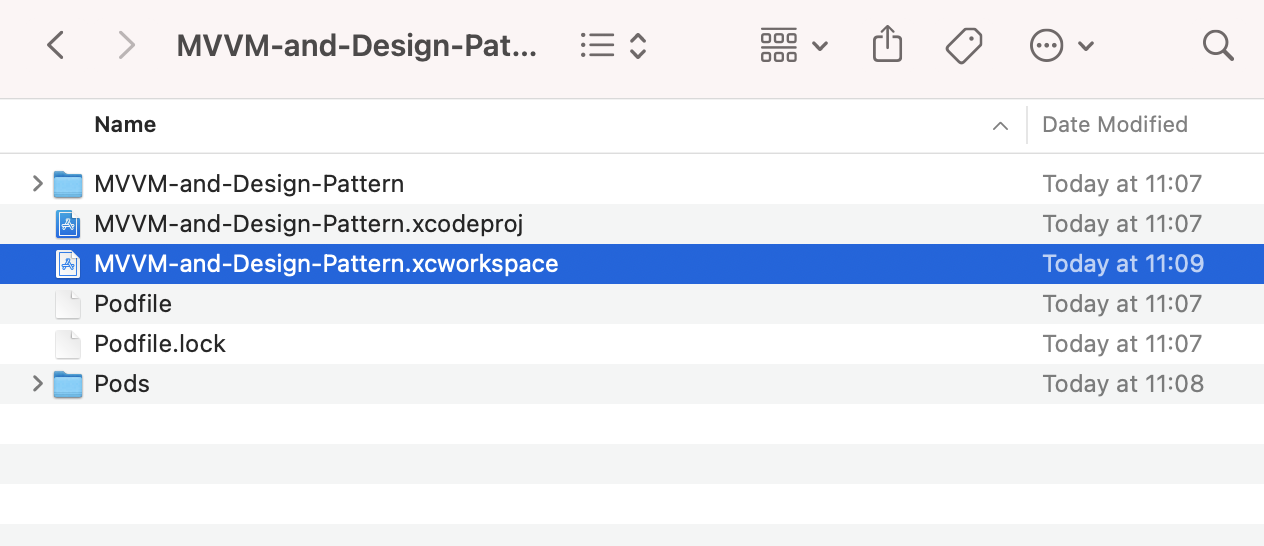 MVVM-and-Design-Pat...
Name Date Modified
MVVM-and-Design-Pattern Today at 11:07
MVVM-and-Design-Pattern.xcodeproj Today at 11:07
MVVM-and-Design-Pattern.xcworkspace Today at 11:09
Podfile Today at 11:07
Podfile.lock Today at 11:07
Pods Today at 11:08